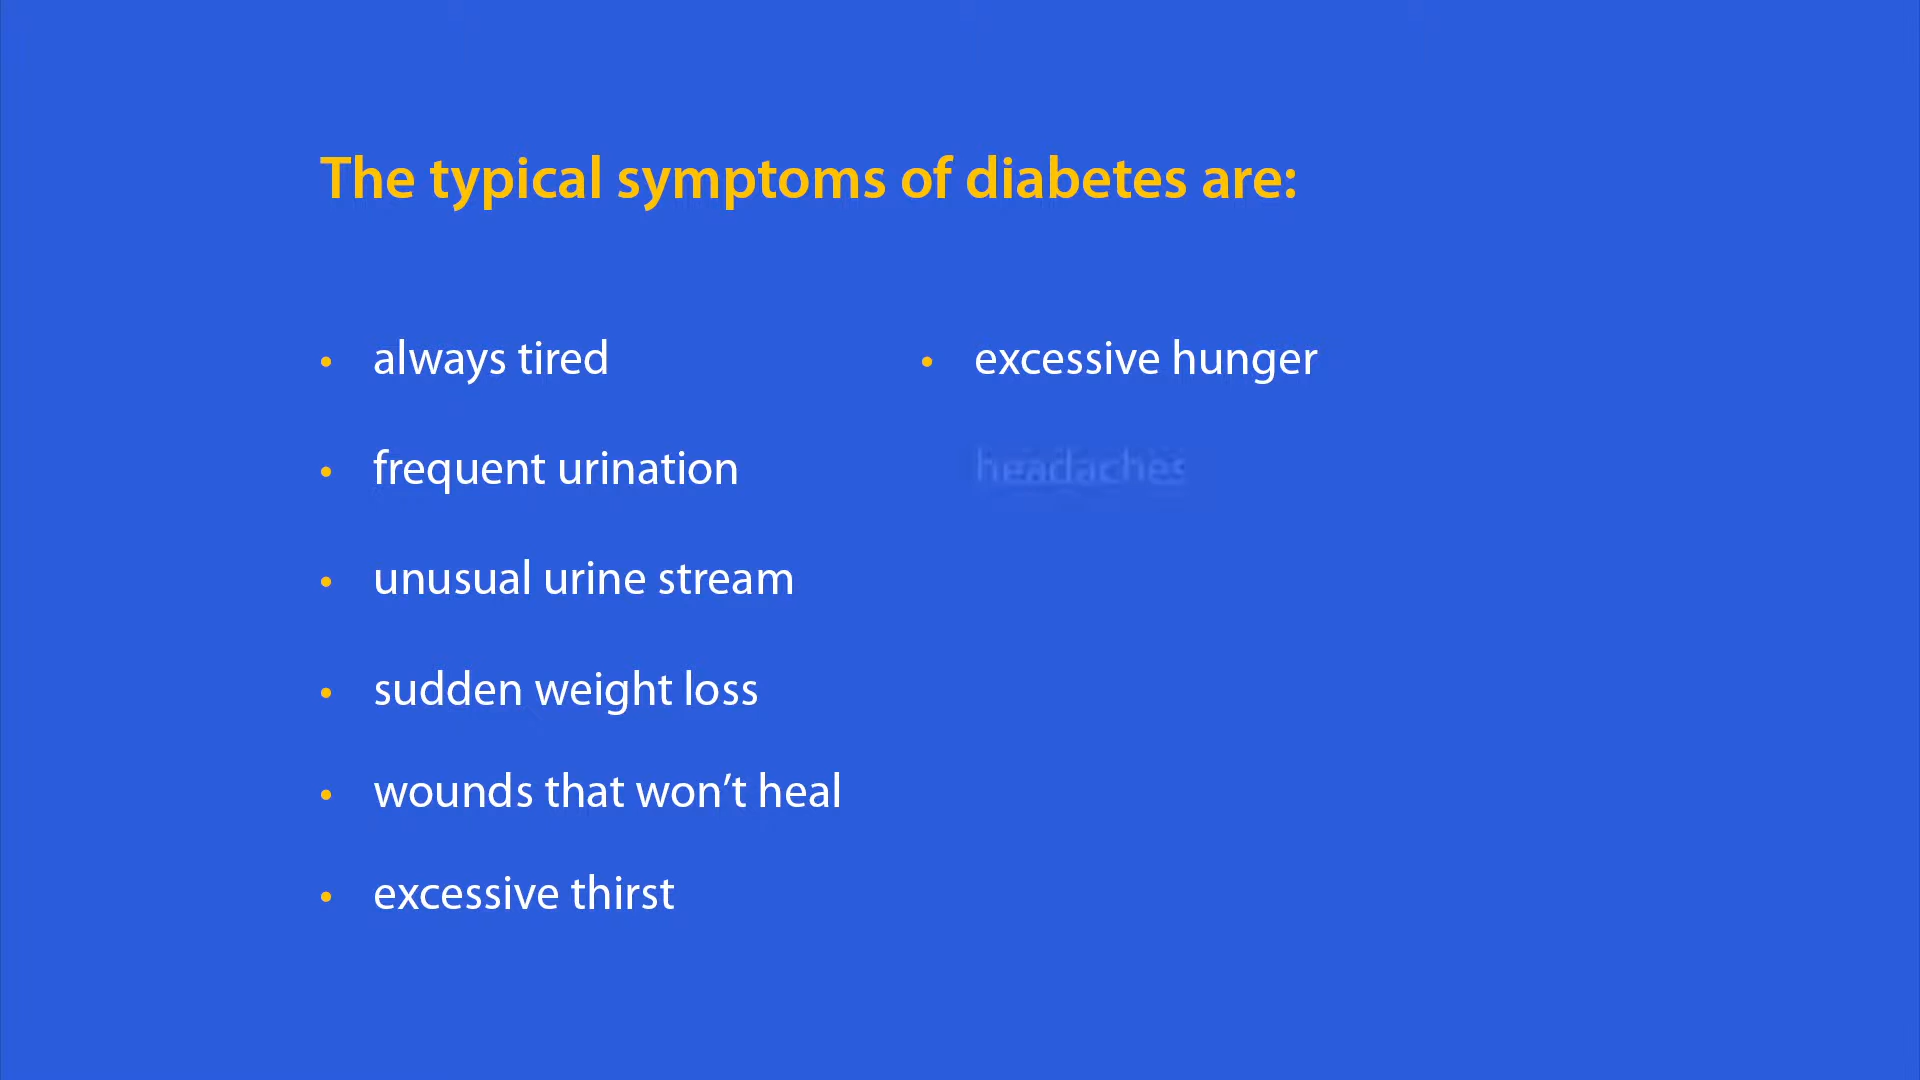 The typical symptoms of diabetes are:
• always tired
• frequent urination
• unusual urine stream
• sudden weight loss
• wounds that won’t heal
• excessive thirst
• excessive hunger
headaches